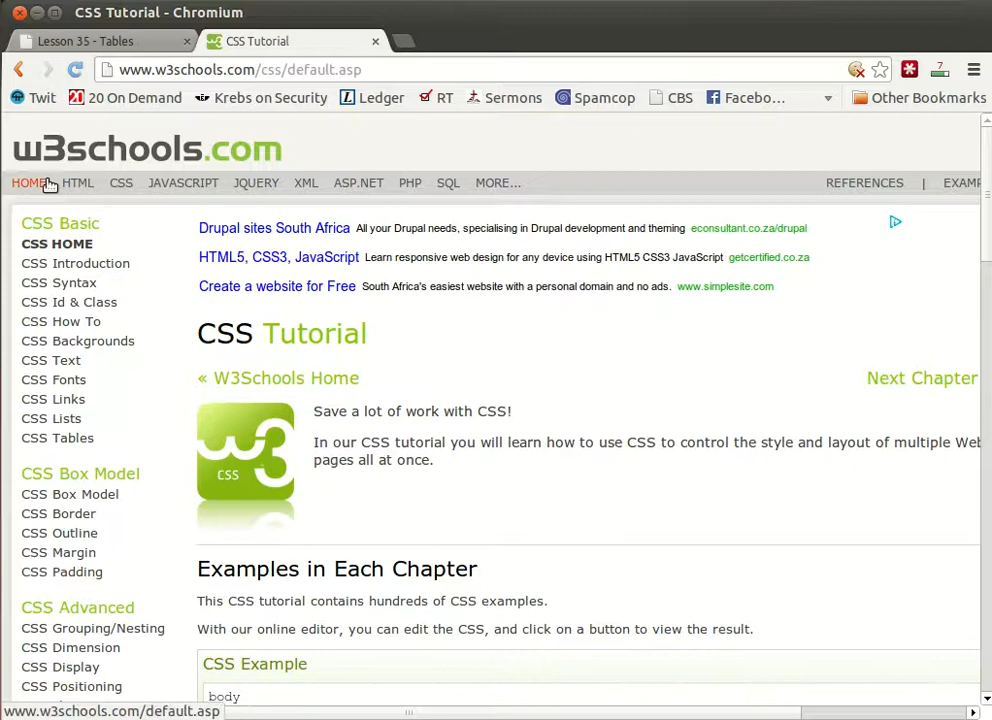 CSS Tutorial - Chromium
Lesson 35 - Tables
CSS Tutorial
www.w3schools.com/css/default.asp
7
Twit 20 On Demand Krebs on Security Ledger RT Sermons Spamcop CBS Facebo... Other Bookmarks
w3schools.com
HOME HTML CSS JAVASCRIPT JQUERY XML ASP.NET PHP SQL MORE... REFERENCES | EXAMP
CSS Basic
CSS HOME
CSS Introduction
CSS Syntax
CSS Id & Class
CSS How To
CSS Backgrounds
CSS Text
CSS Fonts
CSS Links
CSS Lists
CSS Tables
CSS Box Model
CSS Box Model
CSS Border
CSS Outline
CSS Margin
CSS Padding
CSS Advanced
CSS Grouping/Nesting
CSS Dimension
CSS Display
CSS Positioning
Drupal sites South Africa All your Drupal needs, specialising in Drupal development and theming econsultant.co.za/drupal
HTML5, CSS3, JavaScript Learn responsive web design for any device using HTML5 CSS3 JavaScript getcertified.co.za
Create a website for Free South Africa's easiest website with a personal domain and no ads. www.simplesite.com
CSS Tutorial
« W3Schools Home Next Chapter
w3
CSS
Save a lot of work with CSS!
In our CSS tutorial you will learn how to use CSS to control the style and layout of multiple Web
pages all at once.
Examples in Each Chapter
This CSS tutorial contains hundreds of CSS examples.
With our online editor, you can edit the CSS, and click on a button to view the result.
CSS Example
body
www.w3schools.com/default.asp